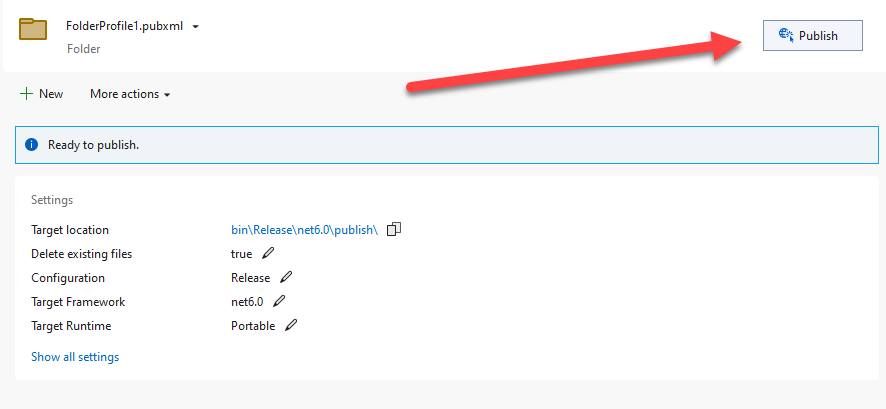 FolderProfile1.pubxml
Folder
Publish
New
More actions
Ready to publish.
Settings
Target location bin\Release\net6.0\publish\
Delete existing files true
Configuration Release
Target Framework net6.0
Target Runtime Portable
Show all settings